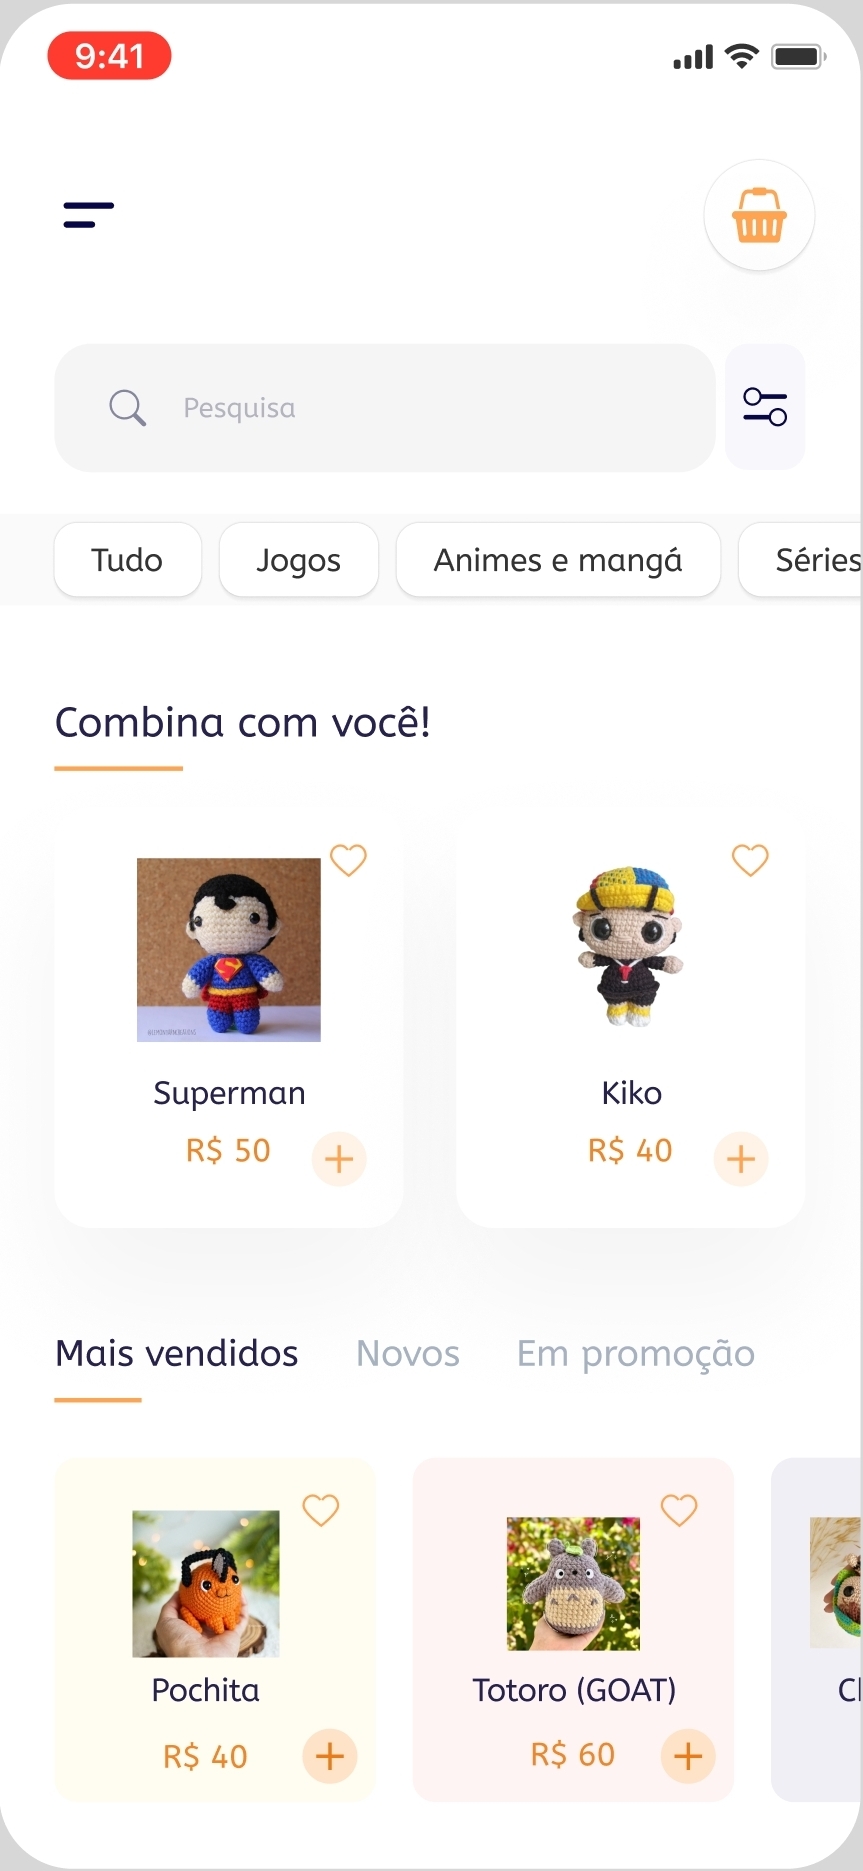 9:41
Pesquisa
Tudo
Jogos
Animes e mangá
Séries
Combina com você!
Superman
R$ 50
Kiko
R$ 40
Mais vendidos
Novos
Em promoção
Pochita
R$ 40
Totoro (GOAT)
R$ 60